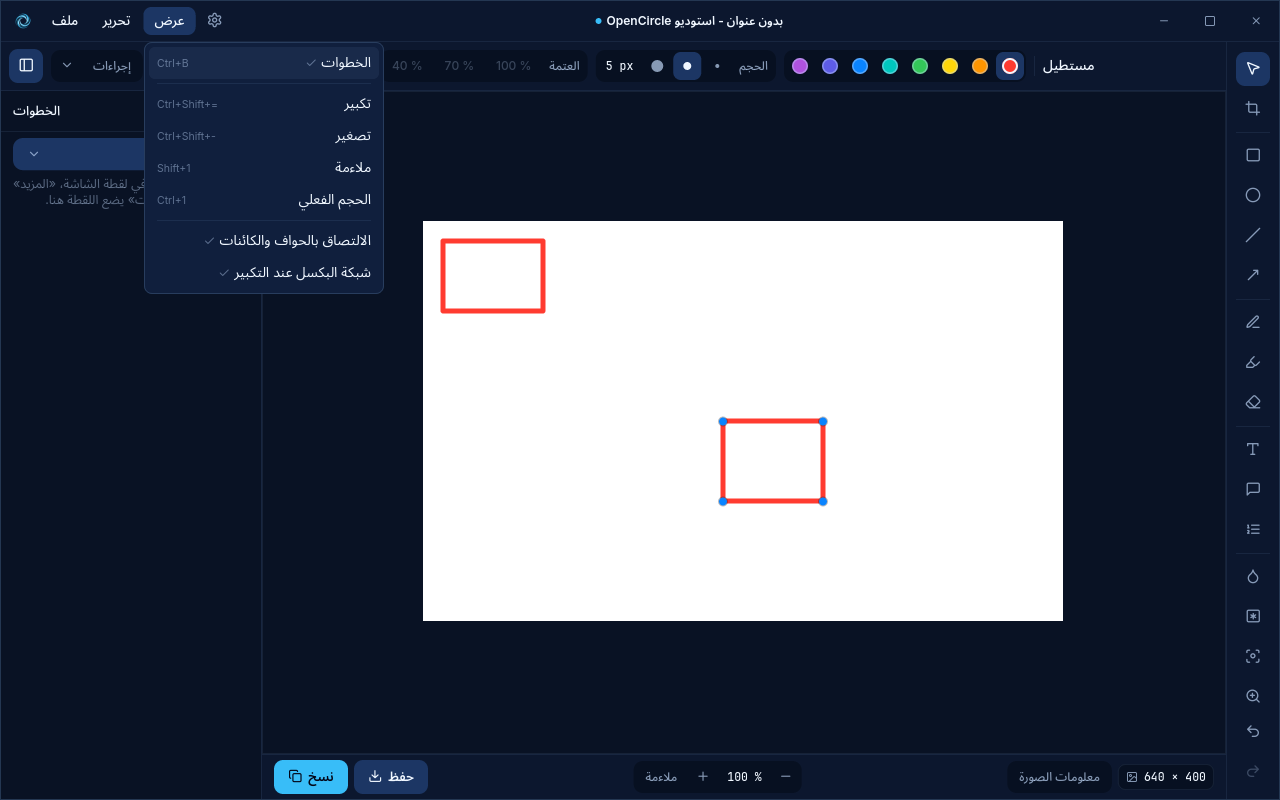 ملف
تحرير
عرض
بدون عنوان - استوديو OpenCircle
إجراءات
40 %
70 %
100 %
العتمة
5 px
الحجم
مستطيل
الخطوات Ctrl+B
تكبير Ctrl+Shift+=
تصغير Ctrl+Shift+-
ملاءمة Shift+1
الحجم الفعلي Ctrl+1
الالتصاق بالحواف والكائنات
شبكة البكسل عند التكبير
الخطوات
في لقطة الشاشة، «المزيد»
يضع اللقطة هنا.
نسخ
حفظ
ملاءمة
100 %
معلومات الصورة
640 × 400